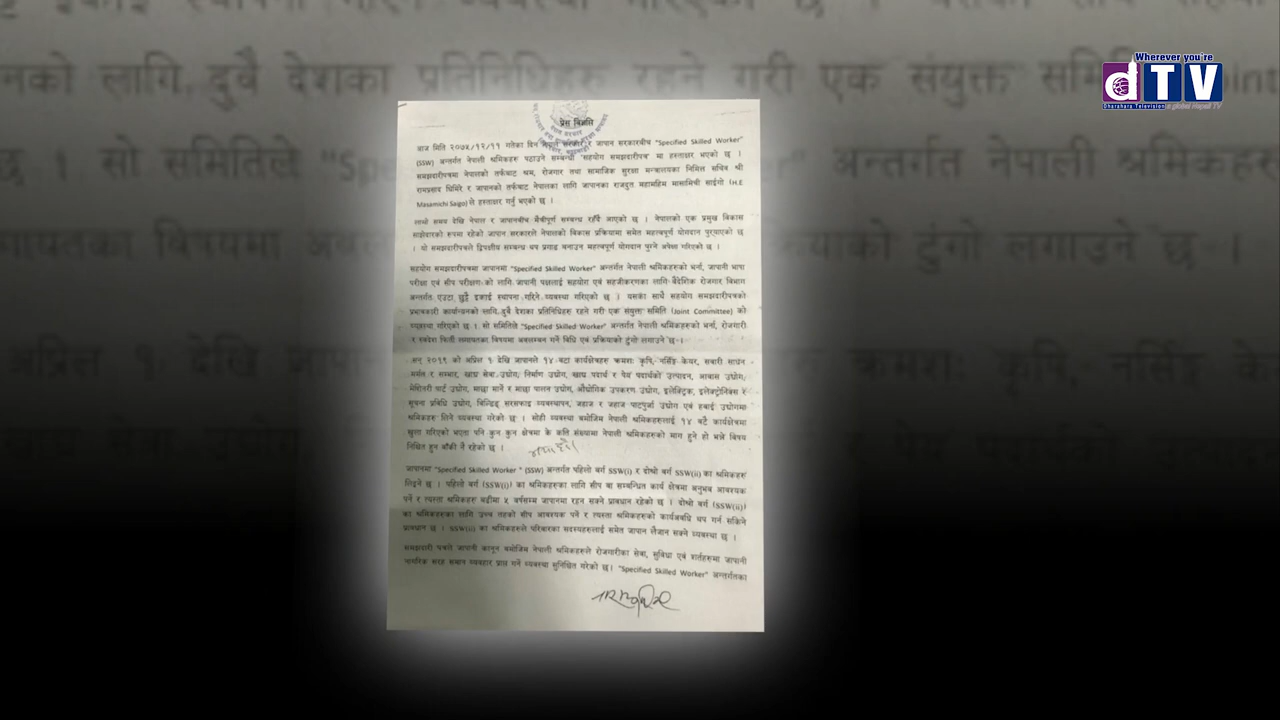 Wherever you're
dTV
Dharahara Television a global Nepali TV
प्रेस विज्ञप्ति
आज मिति २०७५/१२/११ गतेका दिन नेपाल सरकार र जापान सरकारबीच "Specified Skilled Worker"
(SSW) अन्तर्गत नेपाली श्रमिकहरू पठाउने सम्बन्धी 'सहयोग समझदारीपत्र' मा हस्ताक्षर भएको छ ।
समझदारीपत्रमा नेपालको तर्फबाट श्रम, रोजगार तथा सामाजिक सुरक्षा मन्त्रालयका निमित्त सचिव श्री
रामप्रसाद घिमिरे र जापानको तर्फबाट नेपालका लागि जापानका राजदूत महामहिम मासामिची साईगो (H.E
Masamichi Saigo) ले हस्ताक्षर गर्नु भएको छ ।
लामो समय देखि नेपाल र जापानबीच मैत्रीपूर्ण सम्बन्ध रहँदै आएको छ । नेपालको एक प्रमुख विकास
साझेदारको रुपमा रहेको जापान सरकारले नेपालको विकास प्रक्रियामा समेत महत्वपूर्ण योगदान पुर्‍याएको छ
। यो समझदारीपत्रले द्विपक्षीय सम्बन्ध थप प्रगाढ बनाउन महत्वपूर्ण योगदान पुग्ने अपेक्षा गरिएको छ ।
सहयोग समझदारीपत्रमा जापानमा "Specified Skilled Worker" अन्तर्गत नेपाली श्रमिकहरूको भर्ना, जापानी भाषा
परीक्षा एवं सीप परीक्षणको लागि जापानी पक्षलाई सहयोग एवं सहजीकरणका लागि वैदेशिक रोजगार विभाग
अन्तर्गत एउटा छुट्टै इकाई स्थापना गरिने व्यवस्था गरिएको छ । यसका साथै सहयोग समझदारीपत्रको
प्रभावकारी कार्यान्वनको लागि, दुवै देशका प्रतिनिधिहरू रहने गरी एक संयुक्त समिति (Joint Committee) को
व्यवस्था गरिएको छ । सो समितिले "Specified Skilled Worker" अन्तर्गत नेपाली श्रमिकहरूको भर्ना, रोजगारी
र स्वदेश फिर्ती लगायतका विषयमा अवलम्बन गर्ने विधि एवं प्रक्रियाको टुंगो लगाउने छ ।
सन् २०१९ को अप्रिल १ देखि जापानले १४ वटा कार्यक्षेत्रहरू क्रमशः कृषि, नर्सिङ केयर, सवारी साधन
मर्मत र सम्भार, खाद्य सेवा उद्योग, निर्माण उद्योग, खाद्य पदार्थ र पेय पदार्थको उत्पादन, आवास उद्योग,
मेशिनरी पार्ट उद्योग, माछा मार्ने र माछा पालन उद्योग, औद्योगिक उपकरण उद्योग, इलेक्ट्रिक, इलेक्ट्रोनिक्स र
सूचना प्रविधि उद्योग, बिल्डिङ्ग सरसफाइ व्यवस्थापन, जहाज र जहाज पाटपुर्जा उद्योग एवं हवाई उद्योगमा
श्रमिकहरू लिने व्यवस्था गरेको छ । सोही व्यवस्था बमोजिम नेपाली श्रमिकहरूलाई १४ वटै कार्यक्षेत्रमा
खुला गरिएको भएता पनि कुन कुन क्षेत्रमा के कति संख्यामा नेपाली श्रमिकहरूको माग हुने हो भन्ने विषय
निश्चित हुन बाँकी नै रहेको छ ।
जापानमा "Specified Skilled Worker " (SSW) अन्तर्गत पहिलो वर्ग SSW(i) र दोश्रो वर्ग SSW(ii) का श्रमिकहरू
लिइने छ । पहिलो वर्ग (SSW(i) का श्रमिकहरूका लागि सीप वा सम्बन्धित कार्य क्षेत्रमा अनुभव आवश्यक
पर्ने र त्यस्ता श्रमिकहरू बढीमा ५ वर्षसम्म जापानमा रहन सक्ने प्रावधान रहेको छ । दोश्रो वर्ग (SSW(ii)
का श्रमिकहरूका लागि उच्च तहको सीप आवश्यक पर्ने र त्यस्ता श्रमिकहरूको कार्यअवधि थप गर्न सकिने
प्रावधान छ । SSW(ii) का श्रमिकहरूले परिवारका सदस्यहरूलाई समेत जापान लैजान सक्ने व्यवस्था छ ।
समझदारी पत्रले जापानी कानून बमोजिम नेपाली श्रमिकहरूले रोजगारीका सेवा, सुविधा एवं शर्तहरूमा जापानी
नागरिक सरह समान व्यवहार प्राप्त गर्ने व्यवस्था सुनिश्चित गरेको छ। "Specified Skilled Worker" अन्तर्गतका